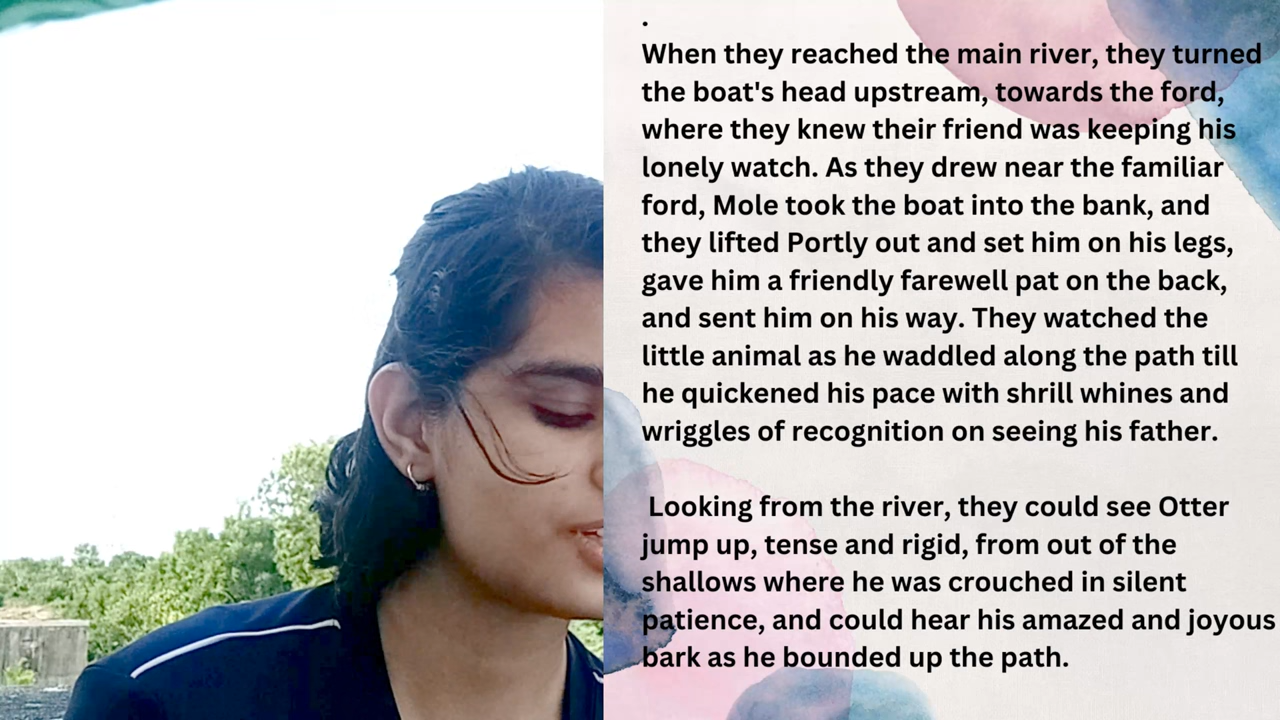 .
When they reached the main river, they turned
the boat's head upstream, towards the ford,
where they knew their friend was keeping his
lonely watch. As they drew near the familiar
ford, Mole took the boat into the bank, and
they lifted Portly out and set him on his legs,
gave him a friendly farewell pat on the back,
and sent him on his way. They watched the
little animal as he waddled along the path till
he quickened his pace with shrill whines and
wriggles of recognition on seeing his father.
Looking from the river, they could see Otter
jump up, tense and rigid, from out of the
shallows where he was crouched in silent
patience, and could hear his amazed and joyous
bark as he bounded up the path.